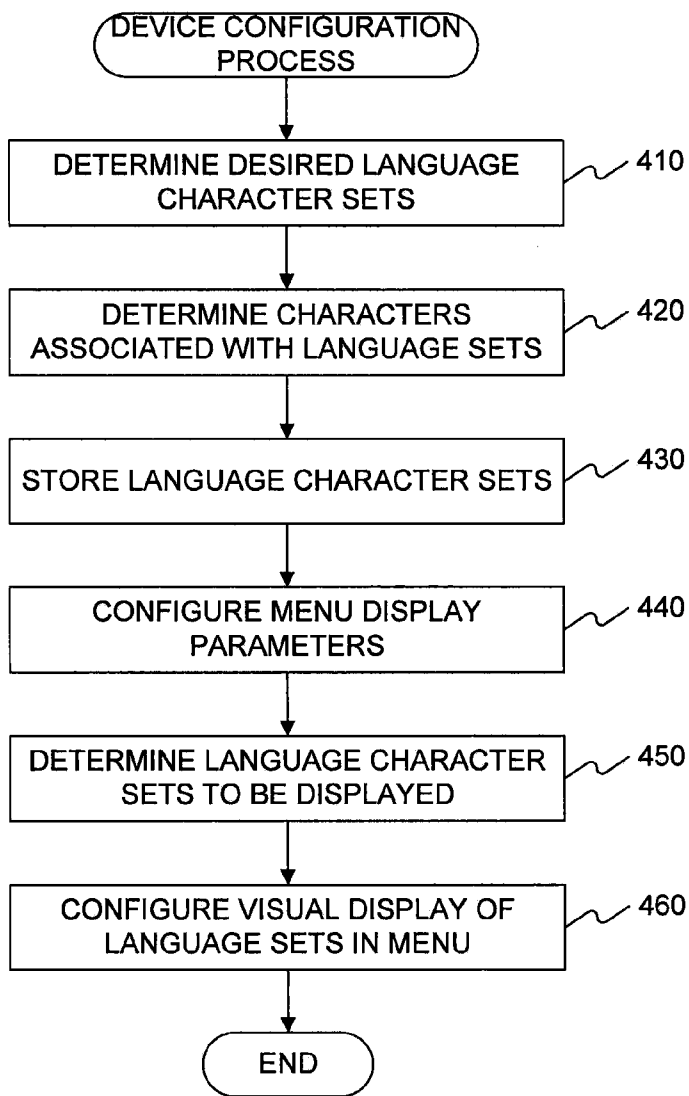 DEVICE CONFIGURATION
PROCESS
DETERMINE DESIRED LANGUAGE
CHARACTER SETS
410
DETERMINE CHARACTERS
ASSOCIATED WITH LANGUAGE SETS
420
STORE LANGUAGE CHARACTER SETS
430
CONFIGURE MENU DISPLAY
PARAMETERS
440
DETERMINE LANGUAGE CHARACTER
SETS TO BE DISPLAYED
450
CONFIGURE VISUAL DISPLAY OF
LANGUAGE SETS IN MENU
460
END